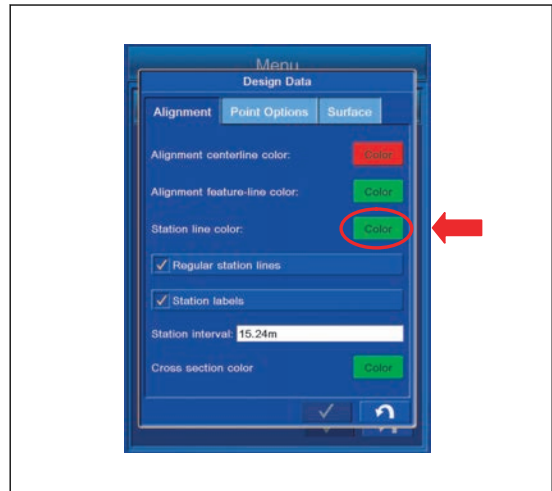 Menu
Design Data
Alignment Point Options Surface
Alignment centerline color: Color
Alignment feature-line color: Color
Station line color: Color
Regular station lines
Station labels
Station interval: 15.24m
Cross section color Color